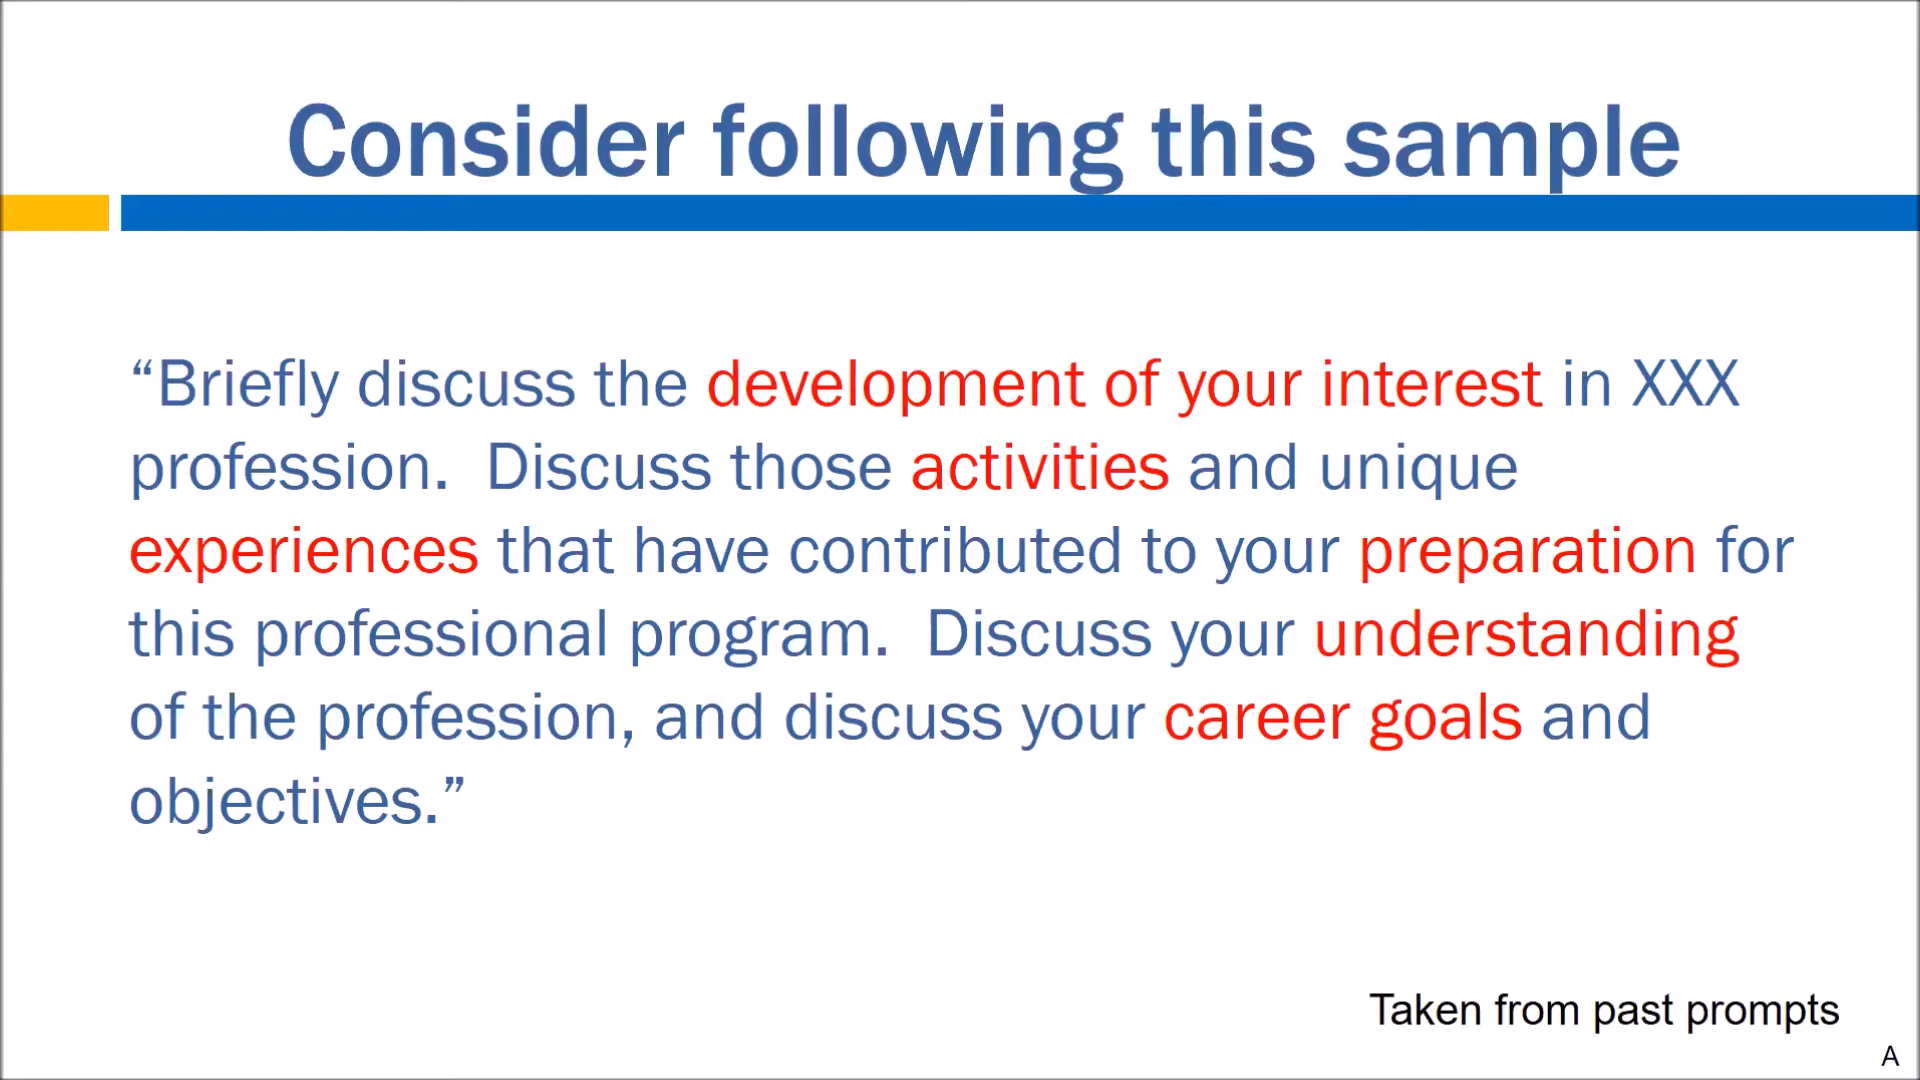 Consider following this sample
“Briefly discuss the development of your interest in XXX
profession.  Discuss those activities and unique
experiences that have contributed to your preparation for
this professional program.  Discuss your understanding
of the profession, and discuss your career goals and
objectives.”
Taken from past prompts
A